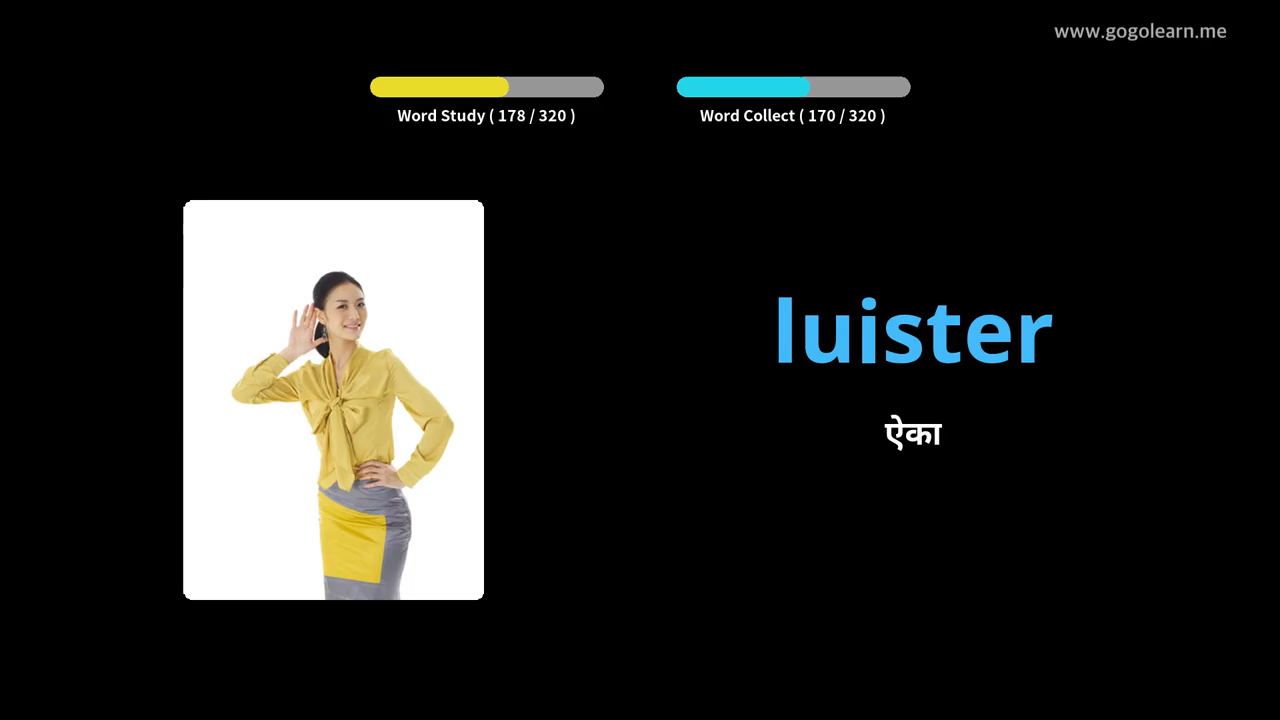 www.gogolearn.me
Word Study ( 178 / 320 )
Word Collect ( 170 / 320 )
luister
ऐका